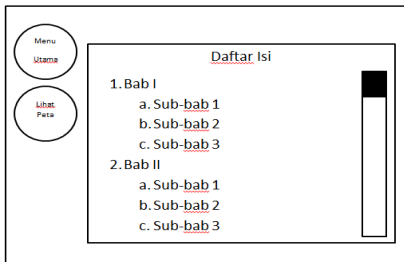 Menu
Utama
Lihat
Peta
Daftar Isi
1. Bab I
a. Sub-bab 1
b. Sub-bab 2
c. Sub-bab 3
2. Bab II
a. Sub-bab 1
b. Sub-bab 2
c. Sub-bab 3